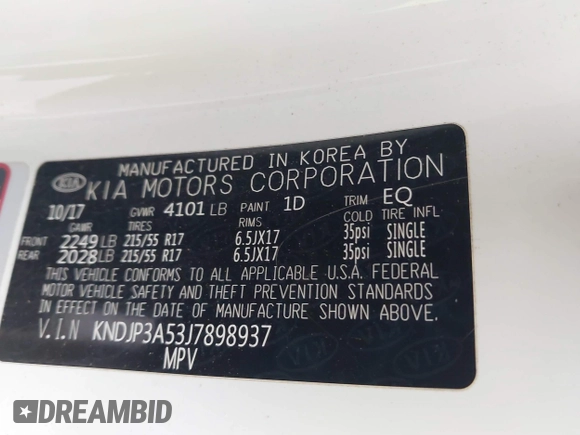 MANUFACTURED IN KOREA BY
KIA KIA MOTORS CORPORATION
10/17 GVWR 4101 LB PAINT 1D TRIM EQ
GAWR TIRES RIMS COLD TIRE INFL
FRONT 2249 LB 215/55 R17 6.5JX17 35psi SINGLE
REAR 2028 LB 215/55 R17 6.5JX17 35psi SINGLE
THIS VEHICLE CONFORMS TO ALL APPLICABLE U.S.A. FEDERAL
MOTOR VEHICLE SAFETY AND THEFT PREVENTION STANDARDS
IN EFFECT ON THE DATE OF MANUFACTURE SHOWN ABOVE.
V.I.N KNDJP3A53J7898937
MPV
DREAMBID